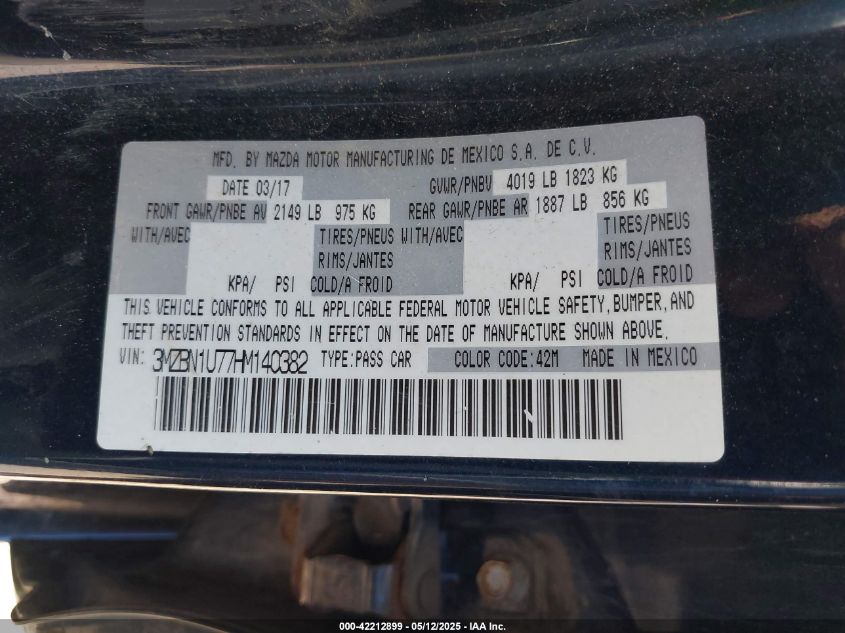 MFD. BY MAZDA MOTOR MANUFACTURING DE MEXICO S.A. DE C.V.
DATE 03/17 GVWR/PNBV 4019 LB 1823 KG
FRONT GAWR/PNBE AV 2149 LB 975 KG REAR GAWR/PNBE AR 1887 LB 856 KG
WITH/AVEC TIRES/PNEUS WITH/AVEC TIRES/PNEUS
RIMS/JANTES RIMS/JANTES
KPA/ PSI COLD/A FROID KPA/ PSI COLD/A FROID
THIS VEHICLE CONFORMS TO ALL APPLICABLE FEDERAL MOTOR VEHICLE SAFETY, BUMPER, AND
THEFT PREVENTION STANDARDS IN EFFECT ON THE DATE OF MANUFACTURE SHOWN ABOVE.
VIN: 3MZBN1U77HM140382 TYPE:PASS CAR COLOR CODE:42M MADE IN MEXICO
000-42212899 - 05/12/2025 - IAA Inc.